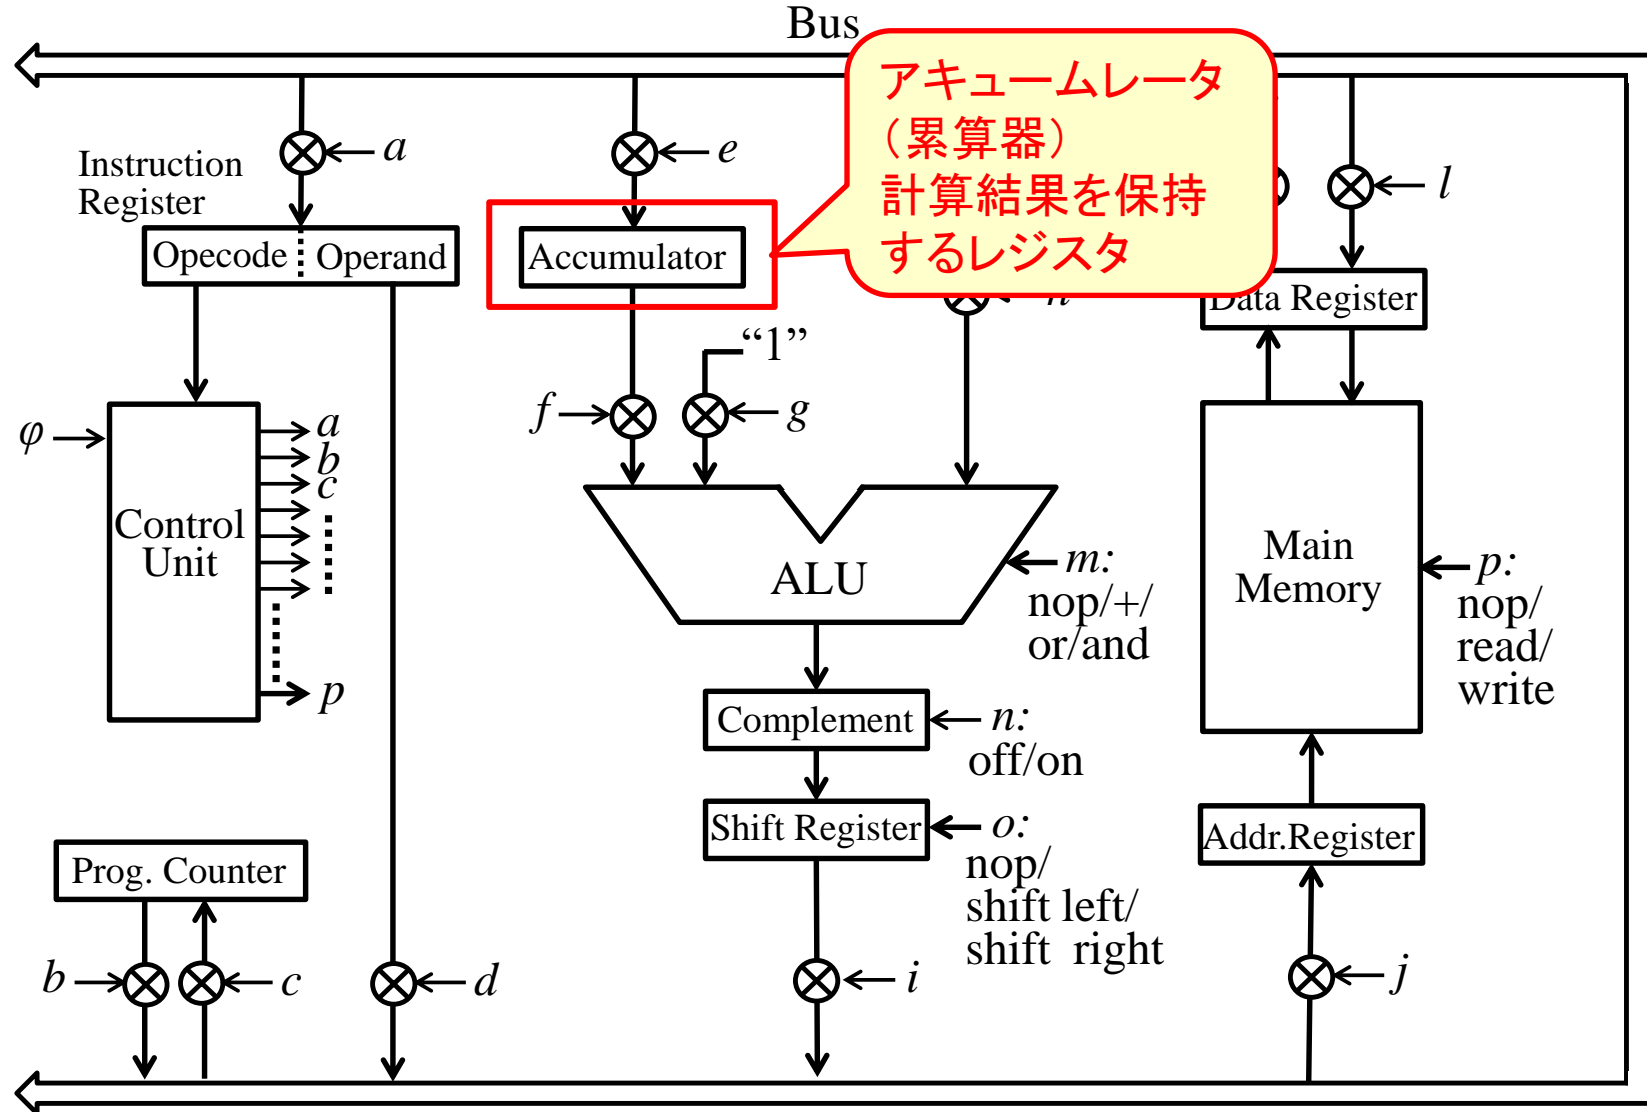 Bus
アキュームレータ
（累算器）
計算結果を保持
するレジスタ
a
e
l
Instruction
Register
Opecode
Operand
Accumulator
Data Register
“1”
f
g
φ
a
b
c
Control
Unit
p
ALU
m:
nop/+/
or/and
Main
Memory
p:
nop/
read/
write
Complement
n:
off/on
Shift Register
o:
nop/
shift left/
shift right
Addr.Register
Prog. Counter
b
c
d
i
j